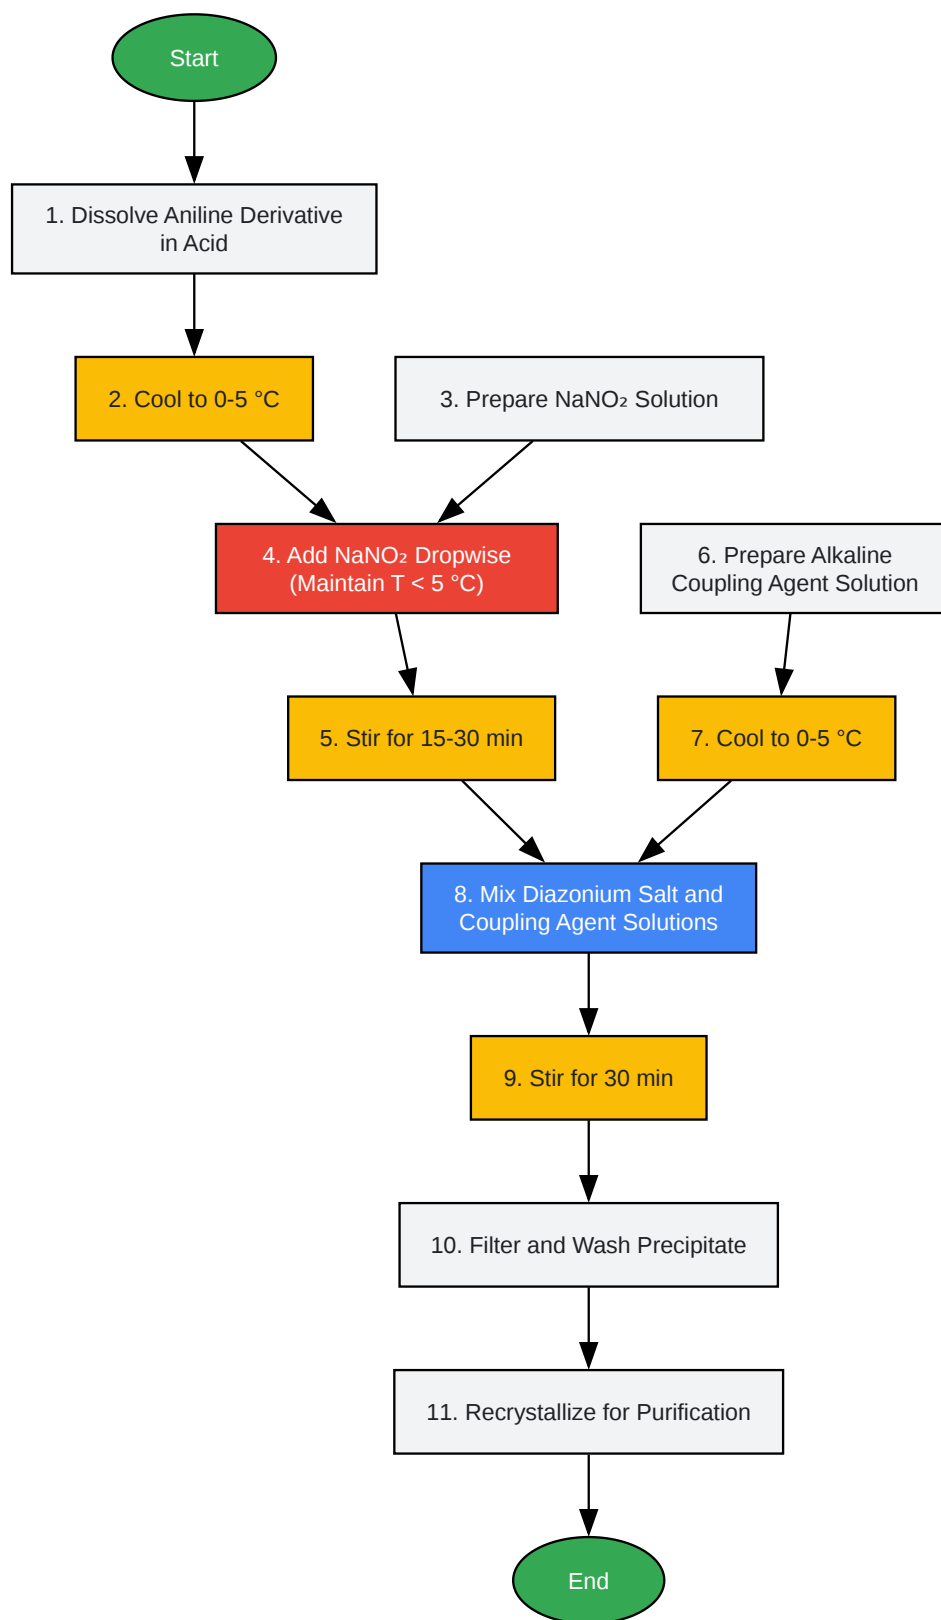 Start
1. Dissolve Aniline Derivative
in Acid
2. Cool to 0-5 °C
3. Prepare NaNO₂ Solution
4. Add NaNO₂ Dropwise
(Maintain T < 5 °C)
6. Prepare Alkaline
Coupling Agent Solution
5. Stir for 15-30 min
7. Cool to 0-5 °C
8. Mix Diazonium Salt and
Coupling Agent Solutions
9. Stir for 30 min
10. Filter and Wash Precipitate
11. Recrystallize for Purification
End